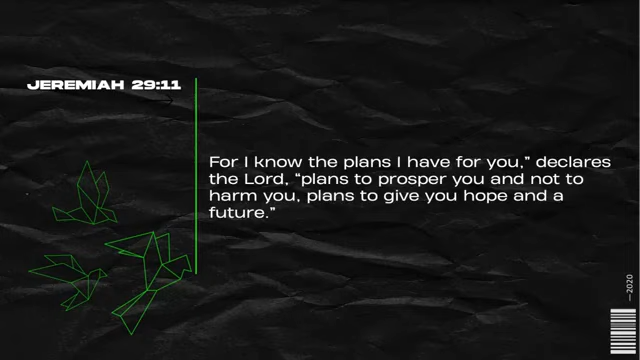 JEREMIAH 29:11
For I know the plans I have for you,” declares
the Lord, “plans to prosper you and not to
harm you, plans to give you hope and a
future.”
—2020